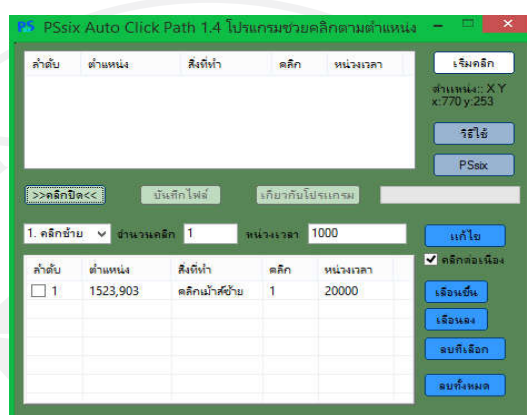 PS PSsix Auto Click Path 1.4 โปรแกรมช่วยคลิกตามตำแหน่ง
ลำดับ ตำแหน่ง สิ่งที่ทำ คลิก หน่วงเวลา
เริ่มคลิก
ตำแหน่ง:: X Y
x:770 y:253
วิธีใช้
PSsix
>>คลิกปิด<< บันทึกไฟล์ เกี่ยวกับโปรแกรม
1. คลิกซ้าย จำนวนคลิก 1 หน่วงเวลา 1000 แก้ไข
คลิกต่อเนื่อง
ลำดับ ตำแหน่ง สิ่งที่ทำ คลิก หน่วงเวลา
1 1523,903 คลิกเม้าส์ซ้าย 1 20000
เลื่อนขึ้น
เลื่อนลง
ลบที่เลือก
ลบทั้งหมด